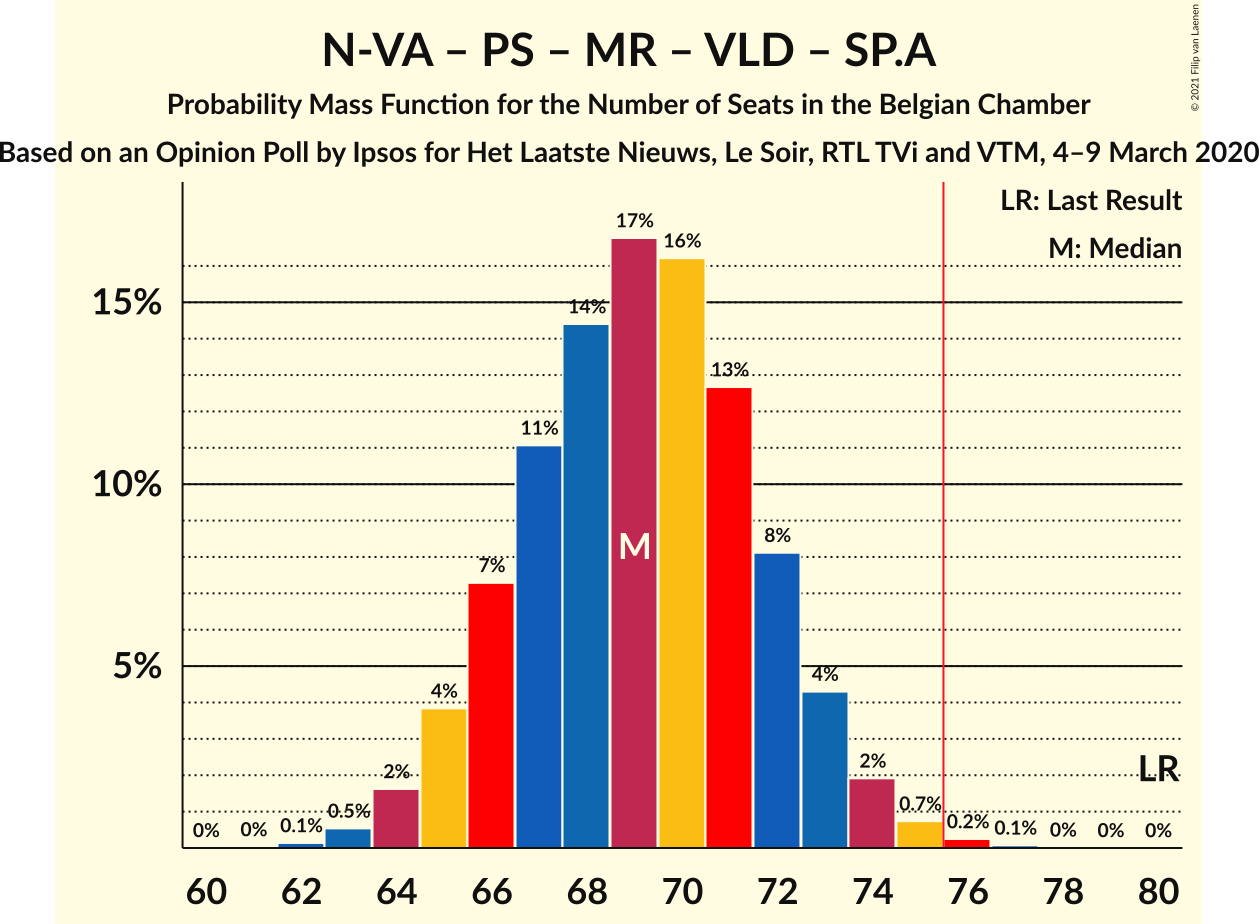 N-VA – PS – MR – VLD – SP.A
Probability Mass Function for the Number of Seats in the Belgian Chamber
Based on an Opinion Poll by Ipsos for Het Laatste Nieuws, Le Soir, RTL TVi and VTM, 4–9 March 2020
© 2021 Filip van Laenen
LR: Last Result
M: Median
15%
10%
5%
0%
0%
0.1%
0.5%
2%
4%
7%
11%
14%
17%
16%
13%
8%
4%
2%
0.7%
0.2%
0.1%
0%
0%
0%
M
LR
60 62 64 66 68 70 72 74 76 78 80